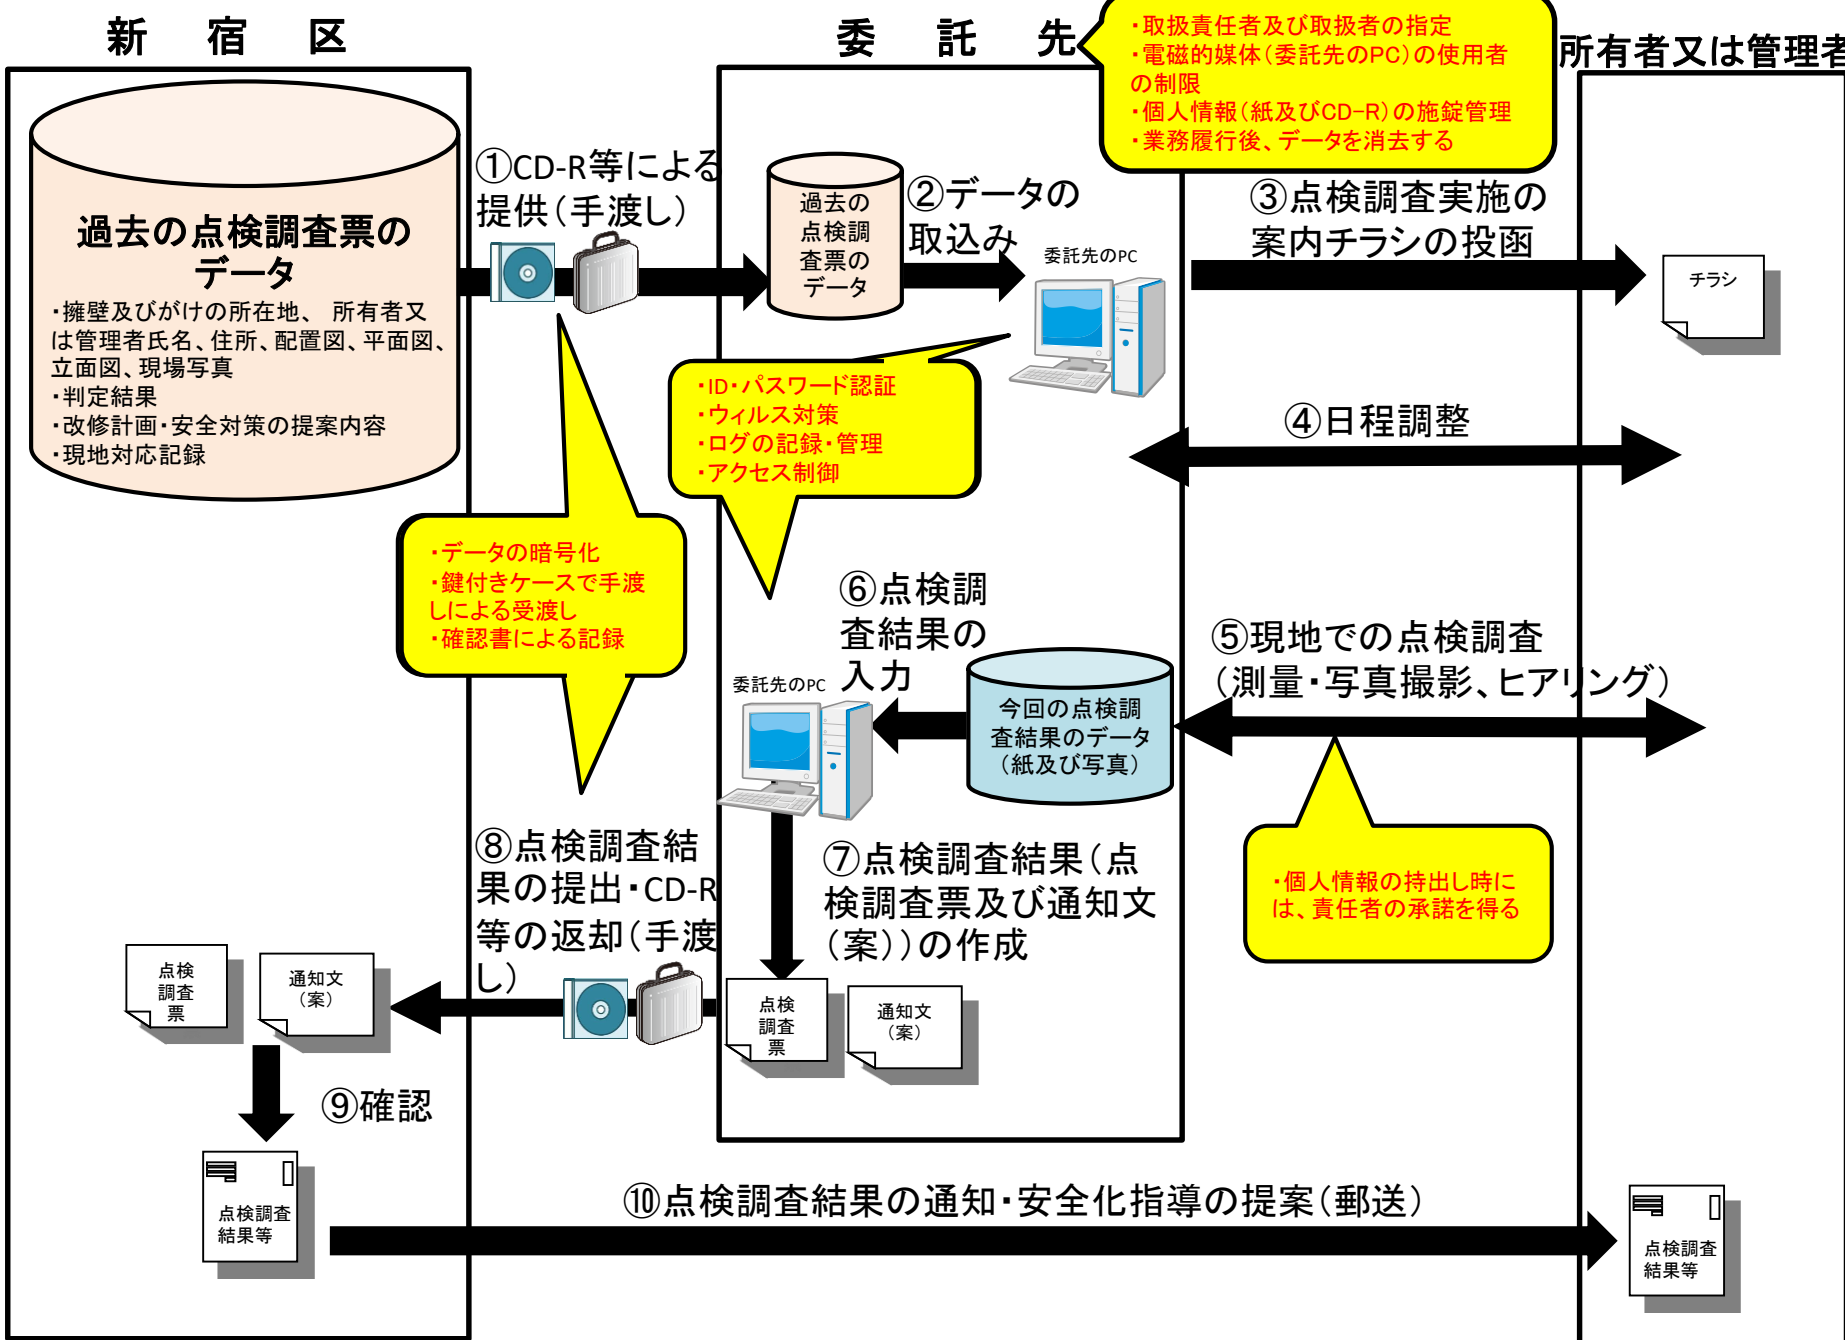 新宿区
委託先
所有者又は管理者
・取扱責任者及び取扱者の指定
・電磁的媒体(委託先のPC)の使用者
の制限
・個人情報(紙及びCD-R)の施錠管理
・業務履行後、データを消去する
過去の点検調査票の
データ
・擁壁及びがけの所在地、 所有者又
は管理者氏名、住所、配置図、平面図、
立面図、現場写真
・判定結果
・改修計画・安全対策の提案内容
・現地対応記録
①CD-R等による
提供(手渡し)
過去の
点検調
査票の
データ
②データの
取込み
委託先のPC
③点検調査実施の
案内チラシの投函
チラシ
・ID・パスワード認証
・ウィルス対策
・ログの記録・管理
・アクセス制御
④日程調整
・データの暗号化
・鍵付きケースで手渡
しによる受渡し
・確認書による記録
⑥点検調
査結果の
入力
委託先のPC
今回の点検調
査結果のデータ
(紙及び写真)
⑤現地での点検調査
(測量・写真撮影、ヒアリング)
・個人情報の持出し時に
は、責任者の承諾を得る
⑦点検調査結果(点
検調査票及び通知文
(案))の作成
⑧点検調査結
果の提出・CD-R
等の返却(手渡
し)
点検
調査
票
通知文
(案)
点検
調査
票
通知文
(案)
⑨確認
点検調査
結果等
⑩点検調査結果の通知・安全化指導の提案(郵送)
点検調査
結果等